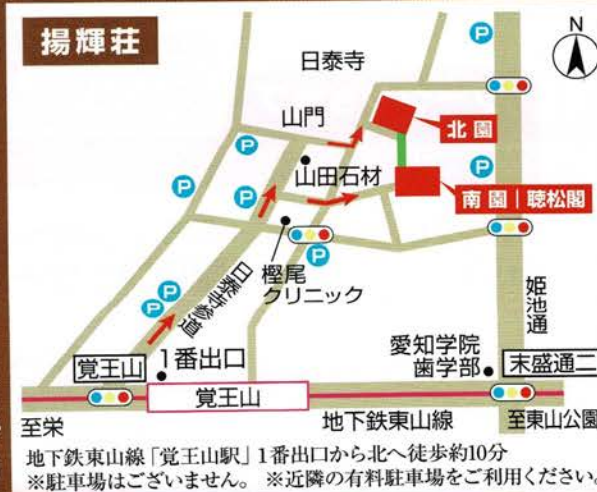 揚輝荘
N
P
日泰寺
山門
北園
P
P
山田石材
P
P
P
南園｜聴松閣
樫尾
クリニック
P
日泰寺参道
P
P
姫池通
1番出口
愛知学院
歯学部
末盛通二
覚王山
覚王山
至栄
地下鉄東山線
至東山公園
地下鉄東山線「覚王山駅」1番出口から北へ徒歩約10分
※駐車場はございません。 ※近隣の有料駐車場をご利用ください。